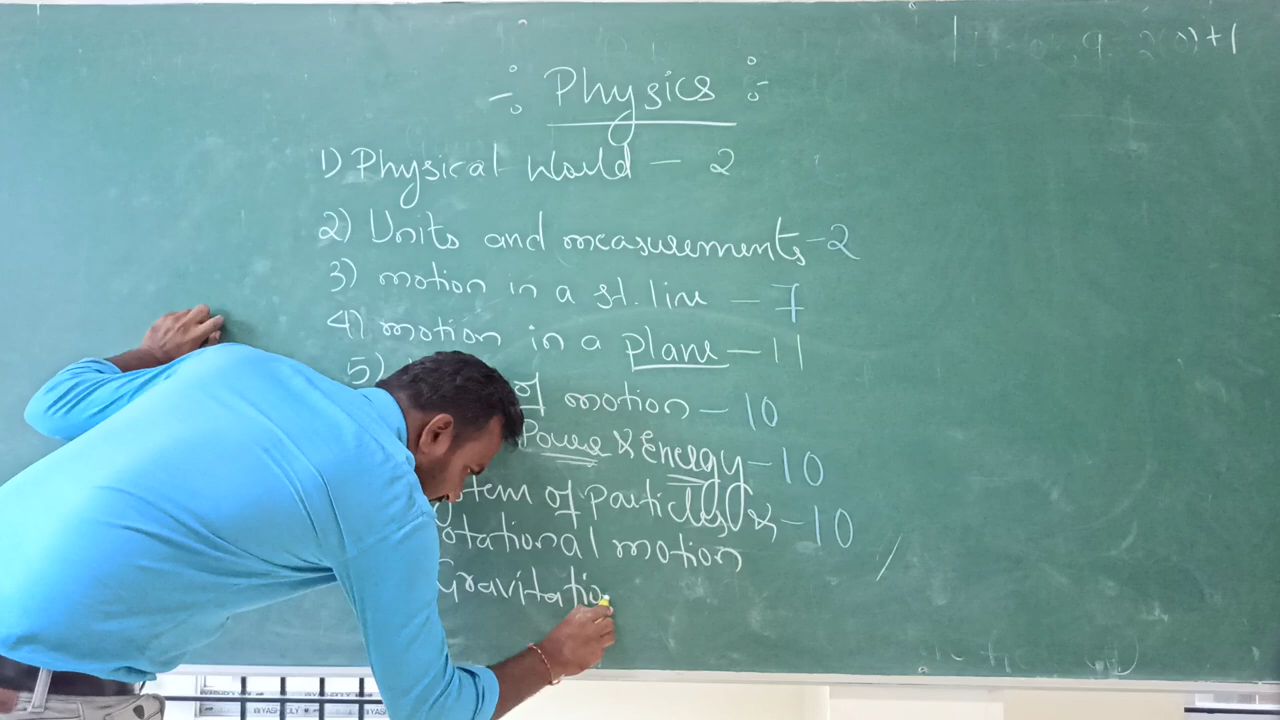 Physics
1) Physical World - 2
2) Units and measurements - 2
3) motion in a st. line - 7
4) motion in a plane - 11
5) of motion - 10
Power & Energy - 10
stem of Particles & - 10
otational motion
Gravitatio
+1